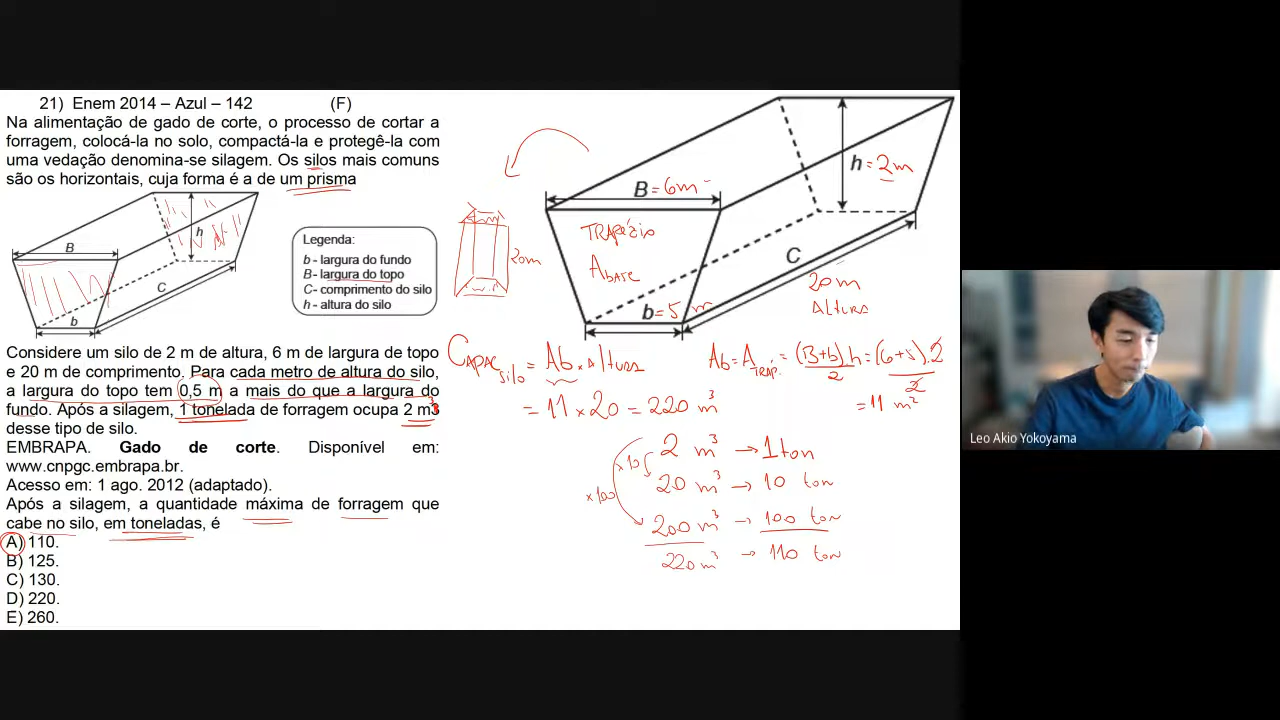 21) Enem 2014 – Azul – 142 (F)
Na alimentação de gado de corte, o processo de cortar a
forragem, colocá-la no solo, compactá-la e protegê-la com
uma vedação denomina-se silagem. Os silos mais comuns
são os horizontais, cuja forma é a de um prisma
B
h
C
b
Legenda:
b - largura do fundo
B- largura do topo
C- comprimento do silo
h - altura do silo
Considere um silo de 2 m de altura, 6 m de largura de topo
e 20 m de comprimento. Para cada metro de altura do silo,
a largura do topo tem 0,5 m a mais do que a largura do
fundo. Após a silagem, 1 tonelada de forragem ocupa 2 m3
desse tipo de silo.
EMBRAPA. Gado de corte. Disponível em:
www.cnpgc.embrapa.br.
Acesso em: 1 ago. 2012 (adaptado).
Após a silagem, a quantidade máxima de forragem que
cabe no silo, em toneladas, é
A) 110.
B) 125.
C) 130.
D) 220.
E) 260.
20m
B = 6m
h = 2m
TRAPÉZIO
ABASE
C
20m
ALTURA
b = 5 m
CAPAC silo = Ab × ALTURA
= 11 × 20 = 220 m³
Ab = A TRAP. = (B+b).h / 2 = (6+5).2 / 2
= 11 m²
2 m³ → 1 ton
×10
20 m³ → 10 ton
×100
200 m³ → 100 ton
220 m³ → 110 ton
Leo Akio Yokoyama